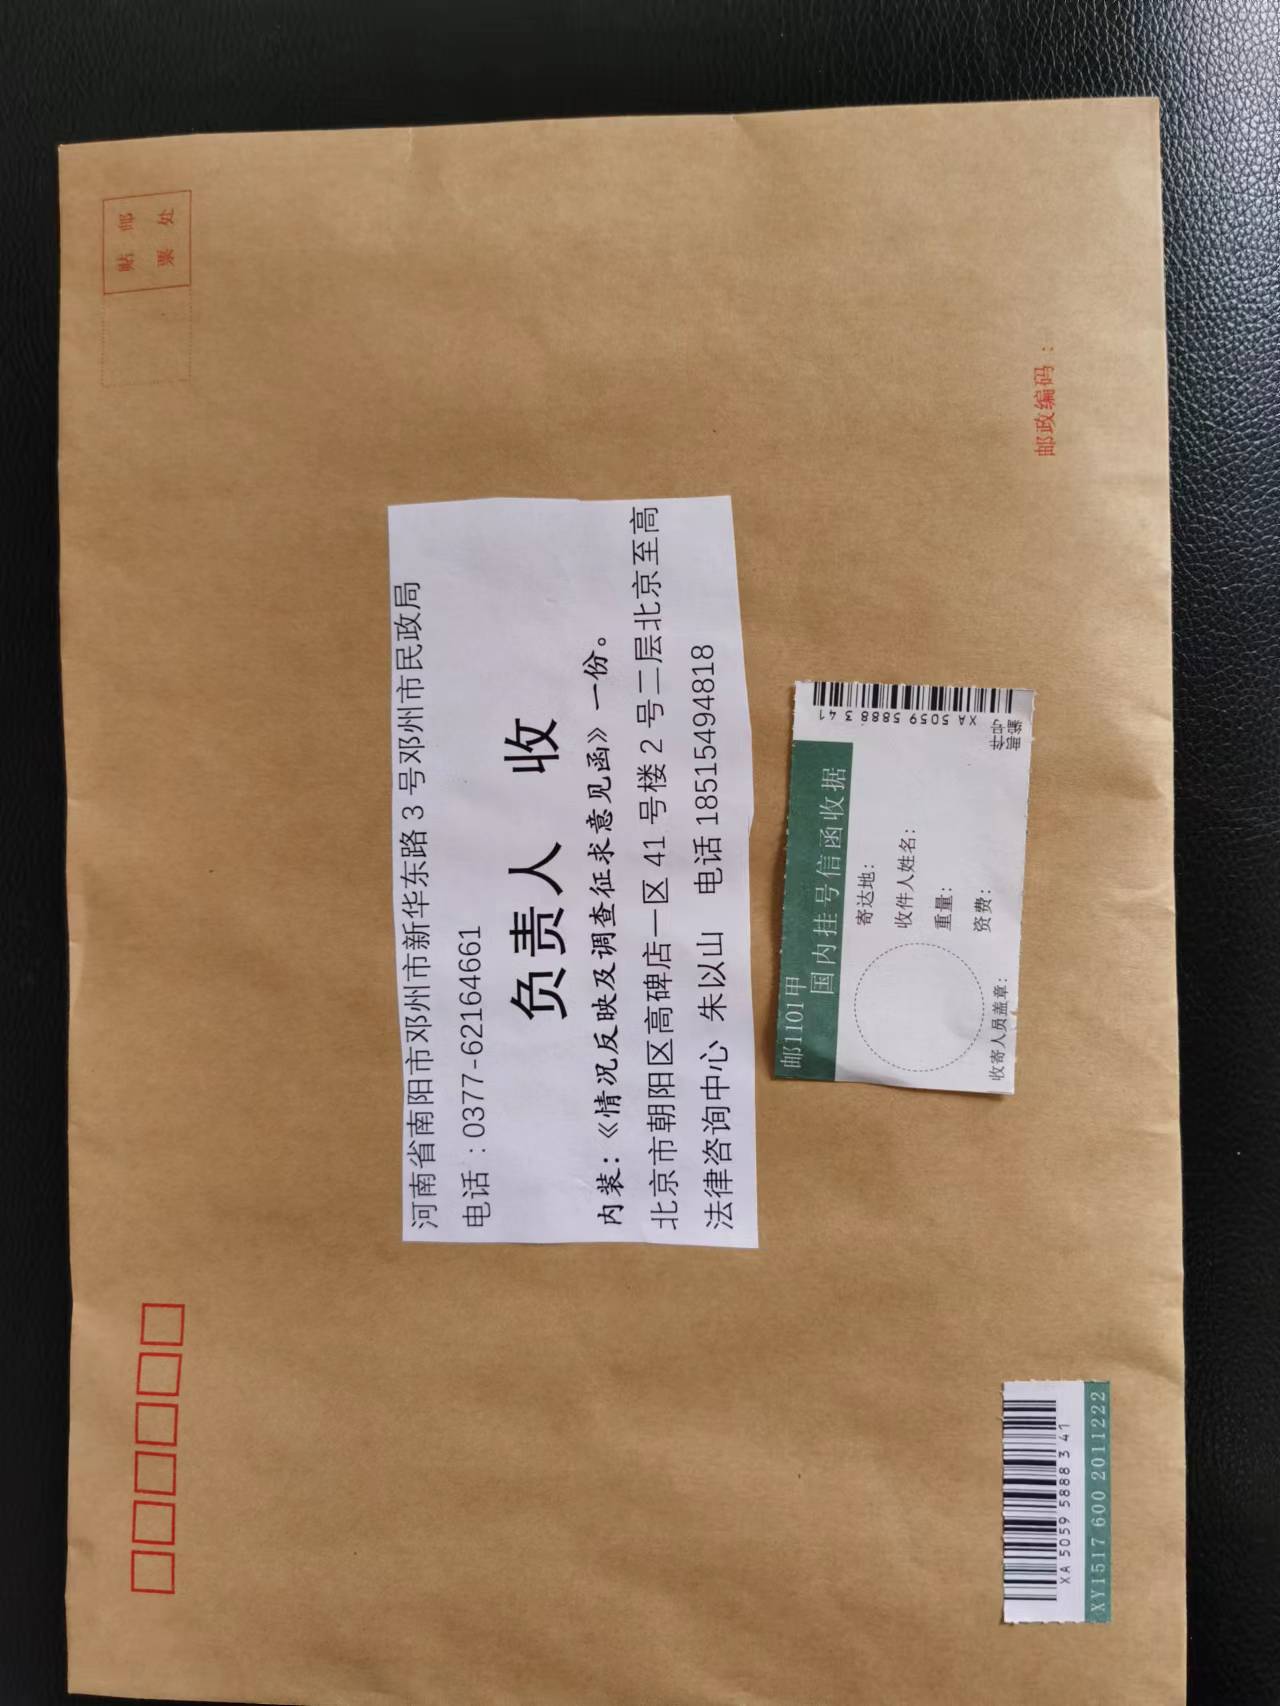 贴 邮
票 处
河南省南阳市邓州市新华东路 3 号邓州市民政局
电话：0377-62164661
负责人 收
内装：《情况反映及调查征求意见函》一份。
北京市朝阳区高碑店一区 41 号楼 2 号二层北京至高
法律咨询中心 朱以山 电话 18515494818
邮1101甲
国内挂号信函收据
寄达地：
收件人姓名：
重量：
资费：
收寄人员盖章：
XA 5059 5888 3 41
邮政编码：
XA 5059 5888 3 41
XY1517 600 2011222